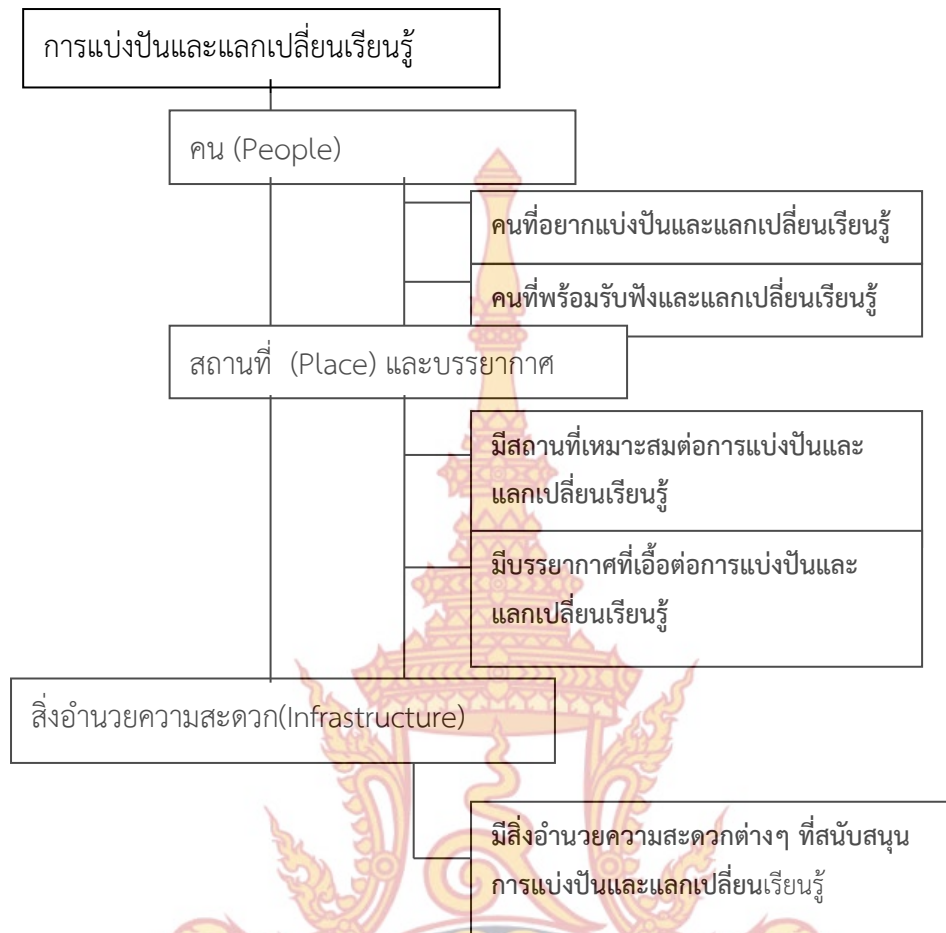 การแบ่งปันและแลกเปลี่ยนเรียนรู้
คน (People)
คนที่อยากแบ่งปันและแลกเปลี่ยนเรียนรู้
คนที่พร้อมรับฟังและแลกเปลี่ยนเรียนรู้
สถานที่ (Place) และบรรยากาศ
มีสถานที่เหมาะสมต่อการแบ่งปันและ
แลกเปลี่ยนเรียนรู้
มีบรรยากาศที่เอื้อต่อการแบ่งปันและ
แลกเปลี่ยนเรียนรู้
สิ่งอำนวยความสะดวก(Infrastructure)
มีสิ่งอำนวยความสะดวกต่างๆ ที่สนับสนุน
การแบ่งปันและแลกเปลี่ยนเรียนรู้